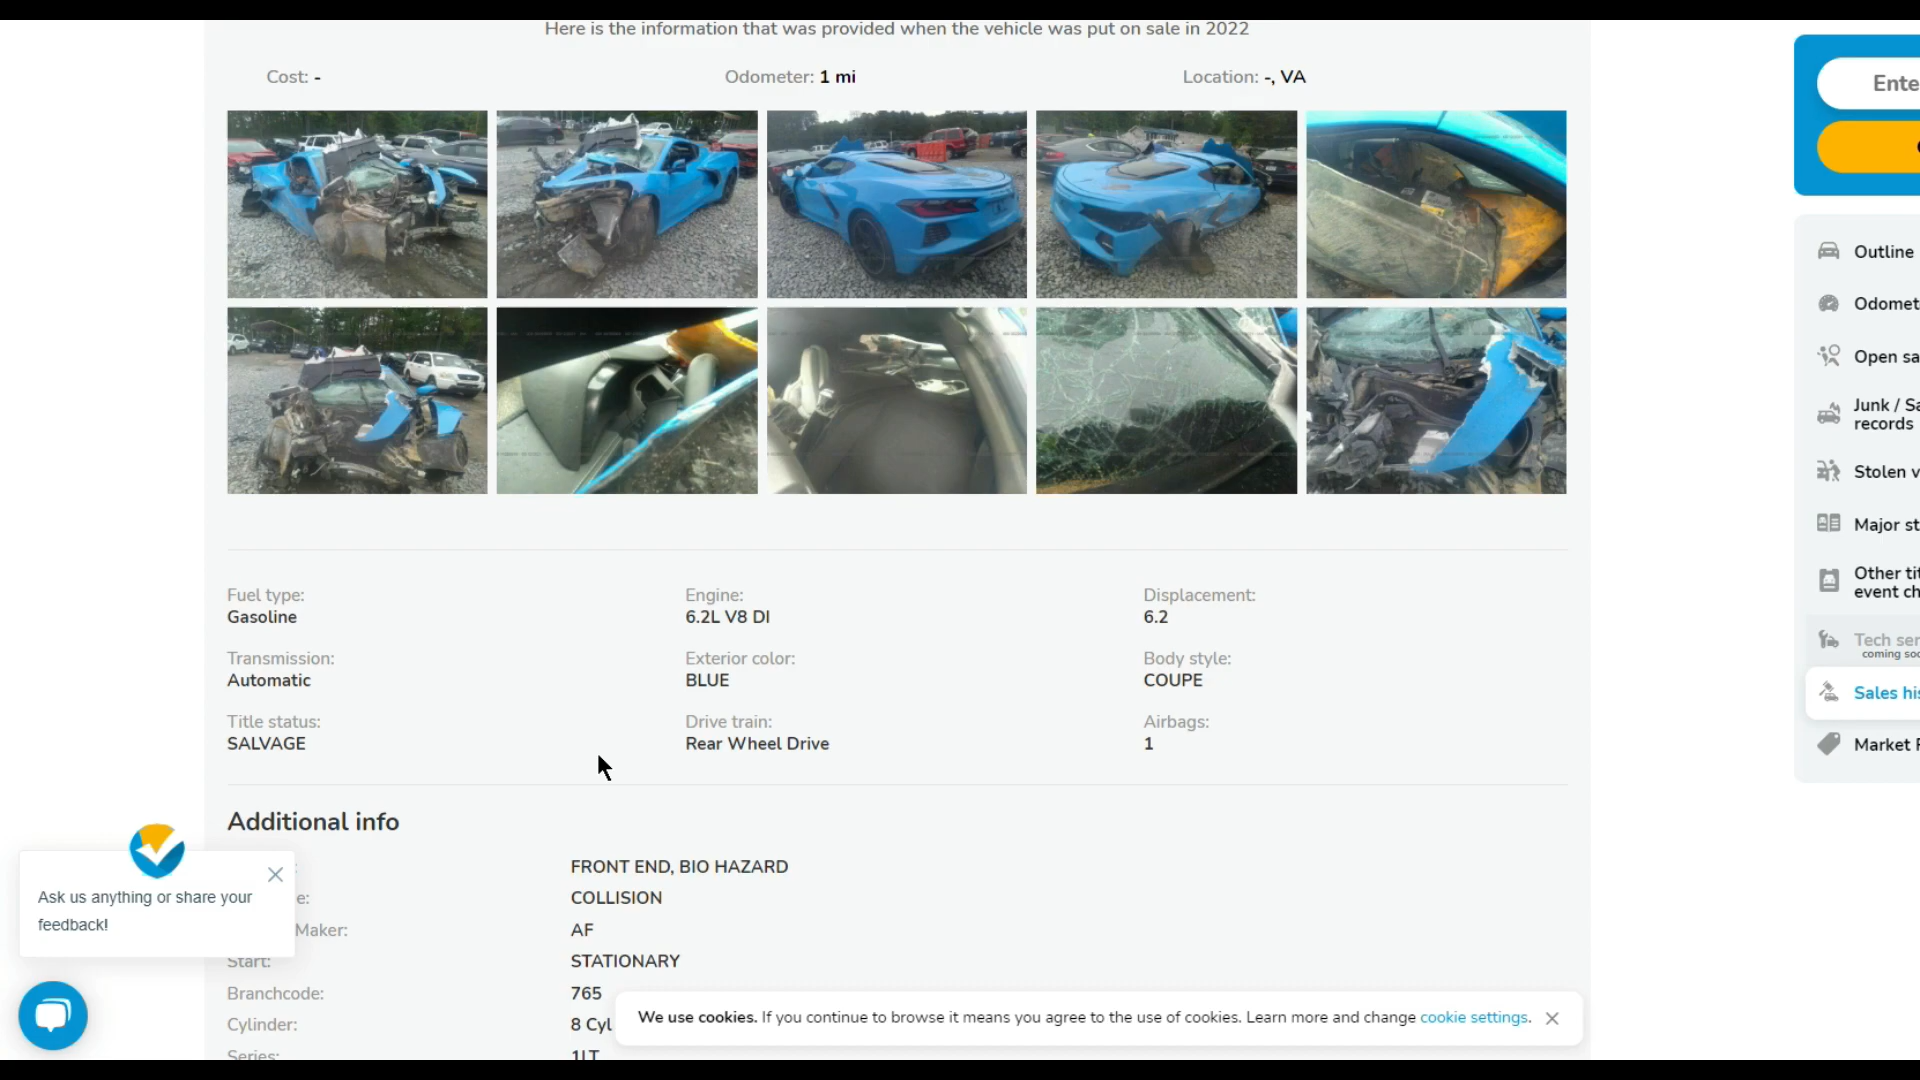 Here is the information that was provided when the vehicle was put on sale in 2022
Cost: - Odometer: 1 mi Location: -, VA
Fuel type: Engine: Displacement:
Gasoline 6.2L V8 DI 6.2
Transmission: Exterior color: Body style:
Automatic BLUE COUPE
Title status: Drive train: Airbags:
SALVAGE Rear Wheel Drive 1
Additional info
FRONT END, BIO HAZARD
COLLISION
Maker: AF
Start: STATIONARY
Branchcode: 765
Cylinder: 8 Cyl
Series: 1LT
Ask us anything or share your
feedback!
We use cookies. If you continue to browse it means you agree to the use of cookies. Learn more and change cookie settings.
Ente
Outline
Odomet
Open sa
Junk / Sa
records
Stolen v
Major st
Other tit
event ch
Tech ser
coming soo
Sales his
Market